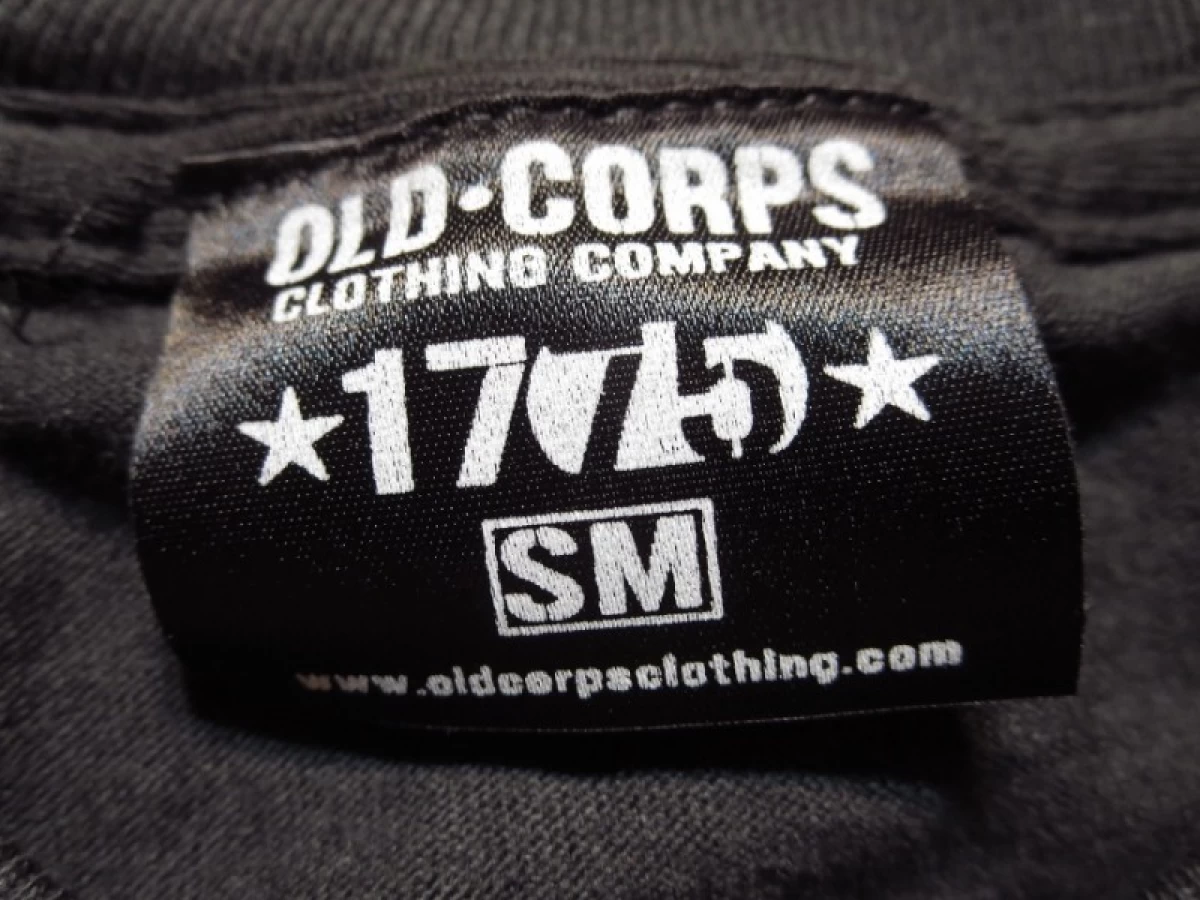 OLD·CORPS
CLOTHING COMPANY
★1775★
SM
www.oldcorpsclothing.com